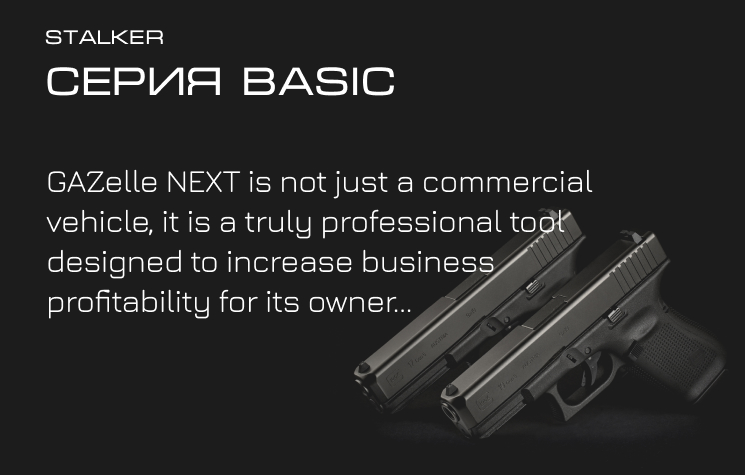 STALKER
СЕРИЯ BASIC
GAZelle NEXT is not just a commercial
vehicle, it is a truly professional tool
designed to increase business
profitability for its owner...